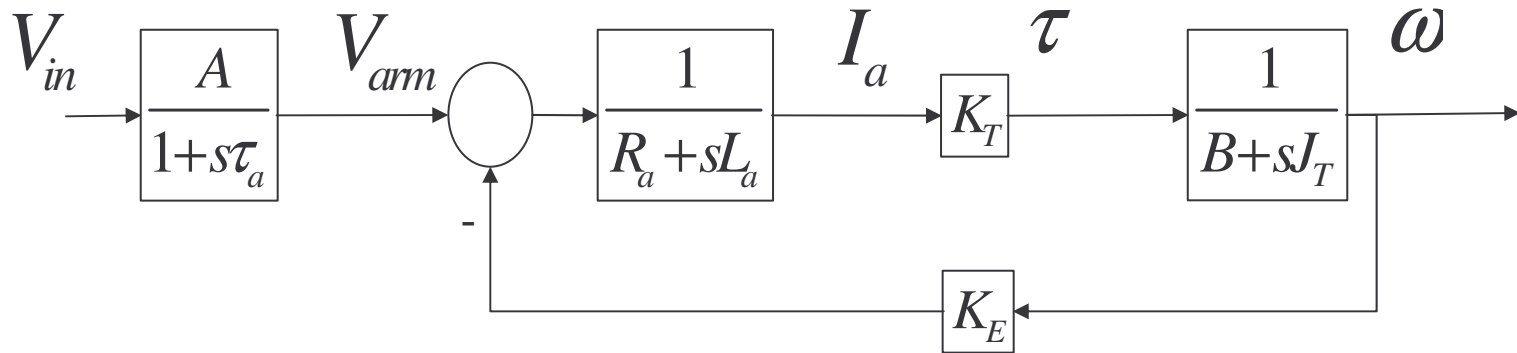 V_in
A
1+sτ_a
V_arm
1
R_a+sL_a
I_a
K_T
τ
1
B+sJ_T
ω
-
K_E